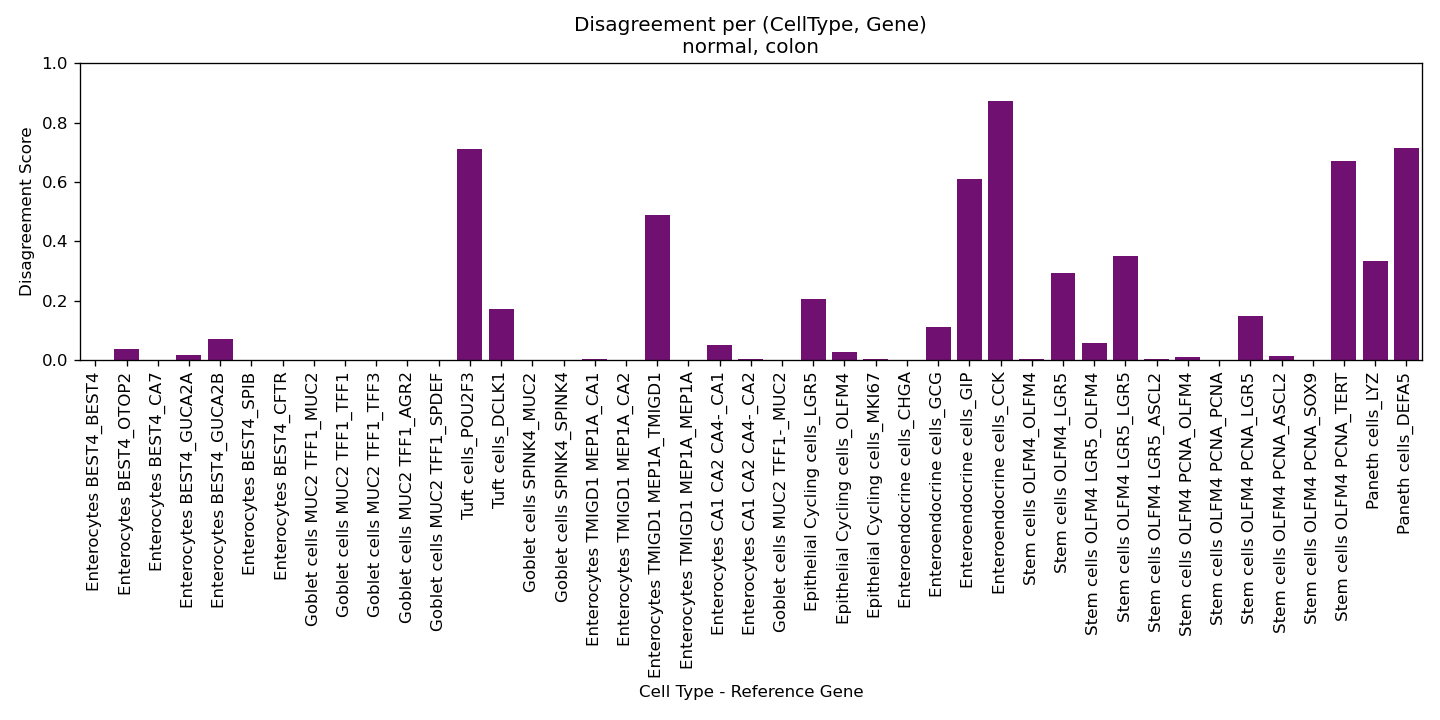 Disagreement per (CellType, Gene)
normal, colon
Disagreement Score
1.0
0.8
0.6
0.4
0.2
0.0
Enterocytes BEST4_BEST4
Enterocytes BEST4_OTOP2
Enterocytes BEST4_CA7
Enterocytes BEST4_GUCA2A
Enterocytes BEST4_GUCA2B
Enterocytes BEST4_SPIB
Enterocytes BEST4_CFTR
Goblet cells MUC2 TFF1_MUC2
Goblet cells MUC2 TFF1_TFF1
Goblet cells MUC2 TFF1_TFF3
Goblet cells MUC2 TFF1_AGR2
Goblet cells MUC2 TFF1_SPDEF
Tuft cells_POU2F3
Tuft cells_DCLK1
Goblet cells SPINK4_MUC2
Goblet cells SPINK4_SPINK4
Enterocytes TMIGD1 MEP1A_CA1
Enterocytes TMIGD1 MEP1A_CA2
Enterocytes TMIGD1 MEP1A_TMIGD1
Enterocytes TMIGD1 MEP1A_MEP1A
Enterocytes CA1 CA2 CA4-_CA1
Enterocytes CA1 CA2 CA4-_CA2
Goblet cells MUC2 TFF1-_MUC2
Epithelial Cycling cells_LGR5
Epithelial Cycling cells_OLFM4
Epithelial Cycling cells_MKI67
Enteroendocrine cells_CHGA
Enteroendocrine cells_GCG
Enteroendocrine cells_GIP
Enteroendocrine cells_CCK
Stem cells OLFM4_OLFM4
Stem cells OLFM4_LGR5
Stem cells OLFM4 LGR5_OLFM4
Stem cells OLFM4 LGR5_LGR5
Stem cells OLFM4 LGR5_ASCL2
Stem cells OLFM4 PCNA_OLFM4
Stem cells OLFM4 PCNA_PCNA
Stem cells OLFM4 PCNA_LGR5
Stem cells OLFM4 PCNA_ASCL2
Stem cells OLFM4 PCNA_SOX9
Stem cells OLFM4 PCNA_TERT
Paneth cells_LYZ
Paneth cells_DEFA5
Cell Type - Reference Gene